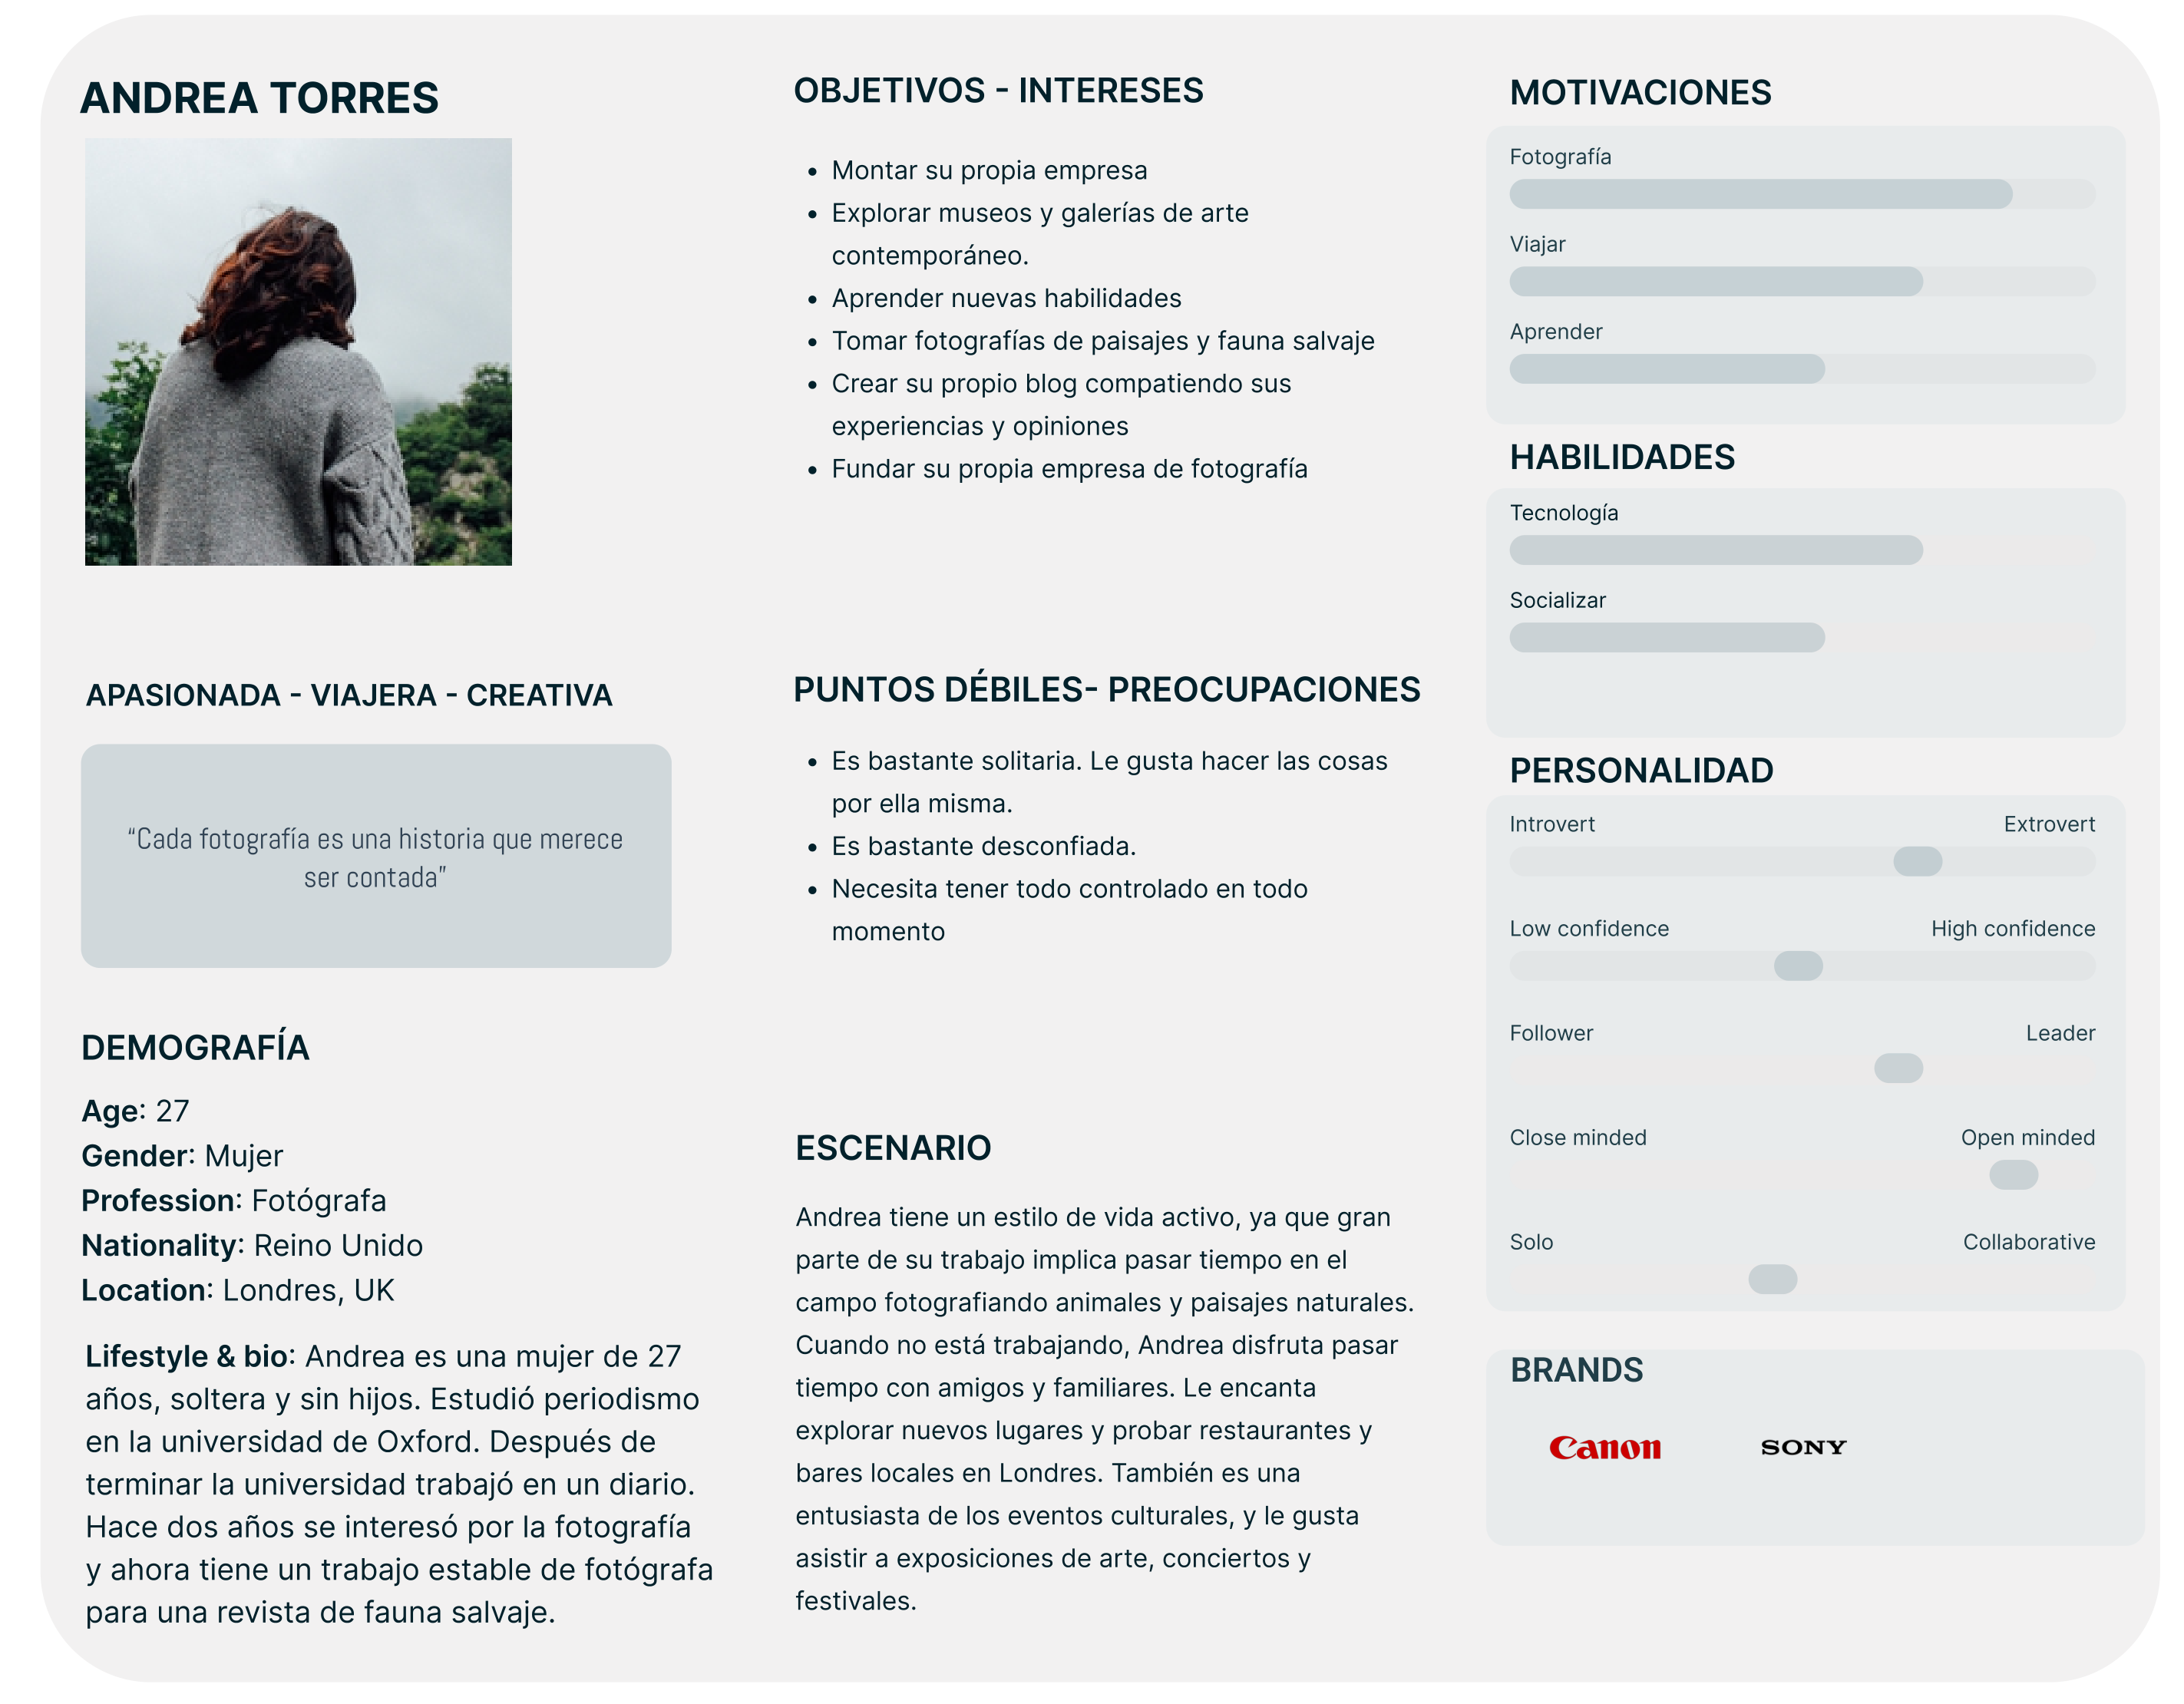 ANDREA TORRES
APASIONADA - VIAJERA - CREATIVA
“Cada fotografía es una historia que merece
ser contada”
DEMOGRAFÍA
Age: 27
Gender: Mujer
Profession: Fotógrafa
Nationality: Reino Unido
Location: Londres, UK
Lifestyle & bio: Andrea es una mujer de 27
años, soltera y sin hijos. Estudió periodismo
en la universidad de Oxford. Después de
terminar la universidad trabajó en un diario.
Hace dos años se interesó por la fotografía
y ahora tiene un trabajo estable de fotógrafa
para una revista de fauna salvaje.
OBJETIVOS - INTERESES
• Montar su propia empresa
• Explorar museos y galerías de arte
contemporáneo.
• Aprender nuevas habilidades
• Tomar fotografías de paisajes y fauna salvaje
• Crear su propio blog compatiendo sus
experiencias y opiniones
• Fundar su propia empresa de fotografía
PUNTOS DÉBILES- PREOCUPACIONES
• Es bastante solitaria. Le gusta hacer las cosas
por ella misma.
• Es bastante desconfiada.
• Necesita tener todo controlado en todo
momento
ESCENARIO
Andrea tiene un estilo de vida activo, ya que gran
parte de su trabajo implica pasar tiempo en el
campo fotografiando animales y paisajes naturales.
Cuando no está trabajando, Andrea disfruta pasar
tiempo con amigos y familiares. Le encanta
explorar nuevos lugares y probar restaurantes y
bares locales en Londres. También es una
entusiasta de los eventos culturales, y le gusta
asistir a exposiciones de arte, conciertos y
festivales.
MOTIVACIONES
Fotografía
Viajar
Aprender
HABILIDADES
Tecnología
Socializar
PERSONALIDAD
Introvert Extrovert
Low confidence High confidence
Follower Leader
Close minded Open minded
Solo Collaborative
BRANDS
Canon SONY